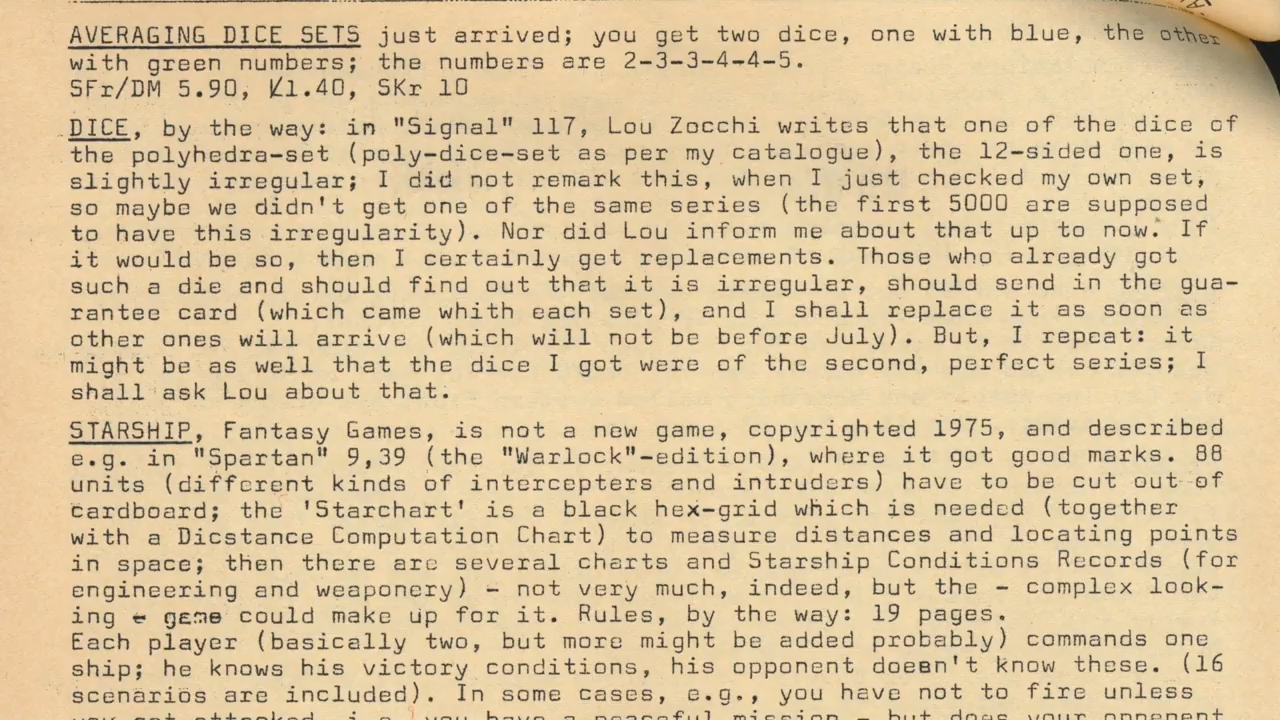 AVERAGING DICE SETS just arrived; you get two dice, one with blue, the other
with green numbers; the numbers are 2-3-3-4-4-5.
SFr/DM 5.90, £1.40, SKr 10
DICE, by the way: in "Signal" 117, Lou Zocchi writes that one of the dice of
the polyhedra-set (poly-dice-set as per my catalogue), the 12-sided one, is
slightly irregular; I did not remark this, when I just checked my own set,
so maybe we didn't get one of the same series (the first 5000 are supposed
to have this irregularity). Nor did Lou inform me about that up to now. If
it would be so, then I certainly get replacements. Those who already got
such a die and should find out that it is irregular, should send in the gua-
rantee card (which came whith each set), and I shall replace it as soon as
other ones will arrive (which will not be before July). But, I repeat: it
might be as well that the dice I got were of the second, perfect series; I
shall ask Lou about that.
STARSHIP, Fantasy Games, is not a new game, copyrighted 1975, and described
e.g. in "Spartan" 9,39 (the "Warlock"-edition), where it got good marks. 88
units (different kinds of intercepters and intruders) have to be cut out of
cardboard; the 'Starchart' is a black hex-grid which is needed (together
with a Dicstance Computation Chart) to measure distances and locating points
in space; then there are several charts and Starship Conditions Records (for
engineering and weaponery) - not very much, indeed, but the - complex look-
ing - game could make up for it. Rules, by the way: 19 pages.
Each player (basically two, but more might be added probably) commands one
ship; he knows his victory conditions, his opponent doesn't know these. (16
scenarios are included). In some cases, e.g., you have not to fire unless
you get attacked, i.e. you have a peaceful mission - but does your opponent